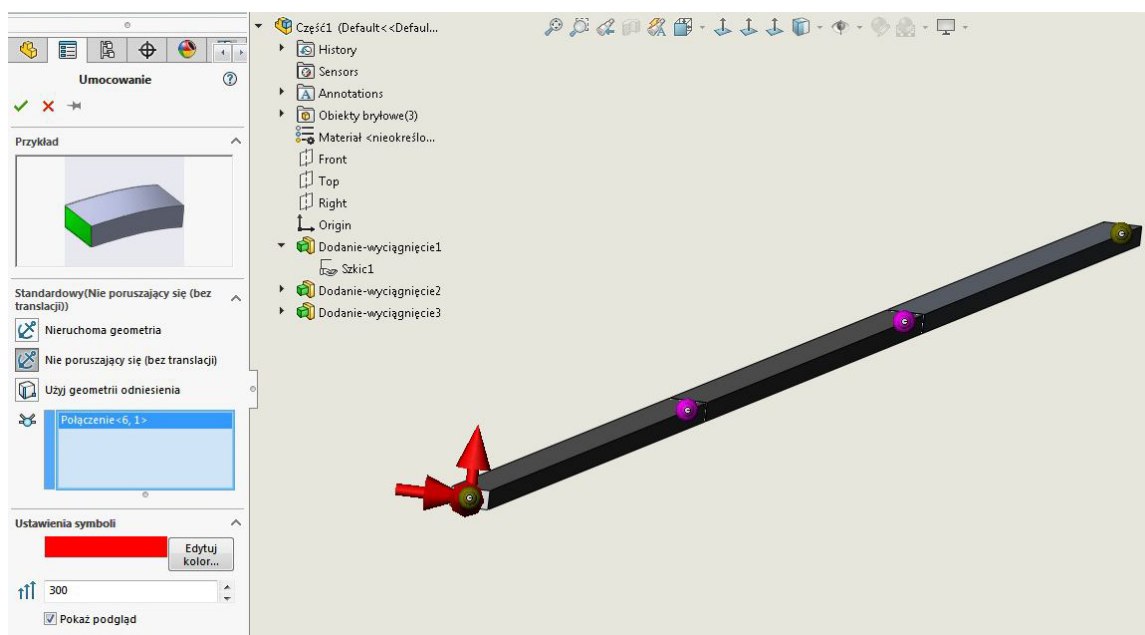 Umocowanie
Przykład
Standardowy(Nie poruszający się (bez
translacji))
Nieruchoma geometria
Nie poruszający się (bez translacji)
Użyj geometrii odniesienia
Połączenie<6, 1>
Ustawienia symboli
Edytuj
kolor...
300
Pokaż podgląd
Część1 (Default<<Defaul...
History
Sensors
Annotations
Obiekty bryłowe(3)
Materiał <nieokreślo...
Front
Top
Right
Origin
Dodanie-wyciągnięcie1
Szkic1
Dodanie-wyciągnięcie2
Dodanie-wyciągnięcie3